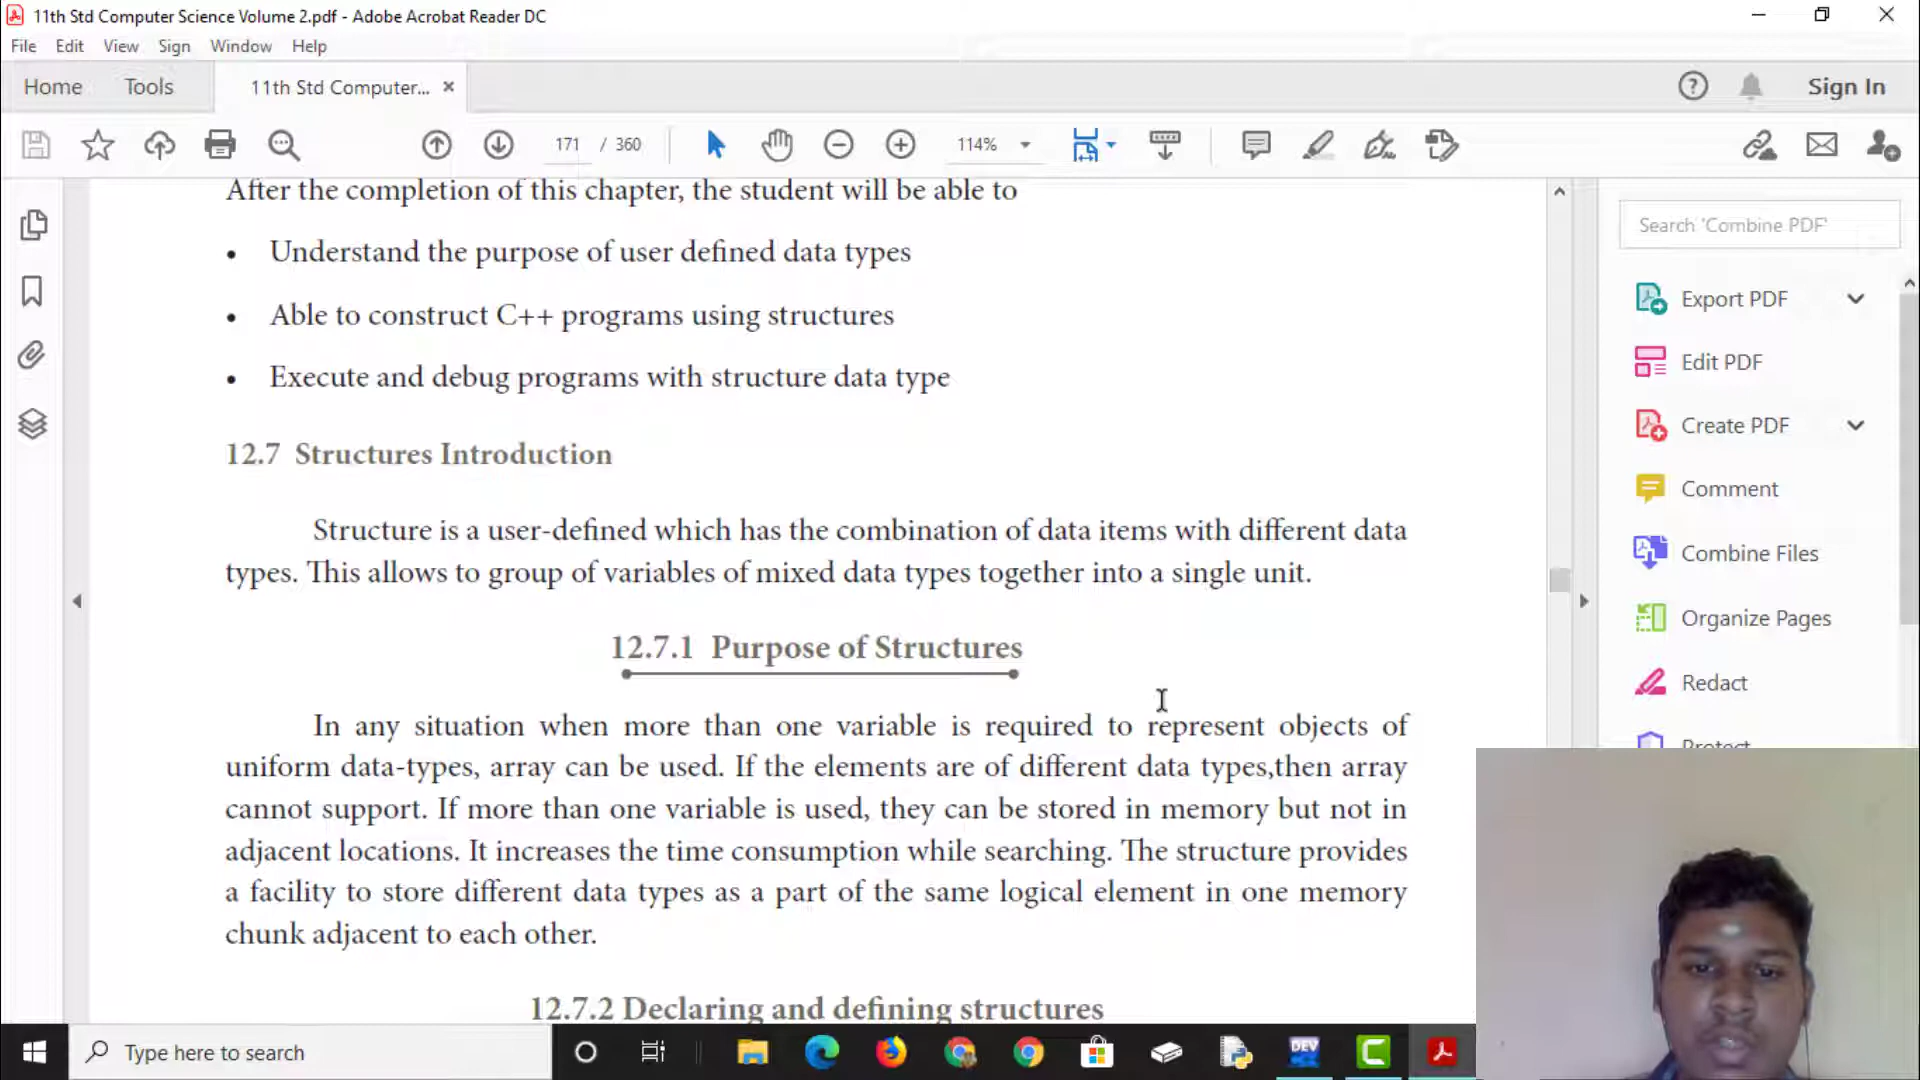 11th Std Computer Science Volume 2.pdf - Adobe Acrobat Reader DC
File Edit View Sign Window Help
Home Tools 11th Std Computer... × Sign In
171 / 360 114%
After the completion of this chapter, the student will be able to
• Understand the purpose of user defined data types
• Able to construct C++ programs using structures
• Execute and debug programs with structure data type
12.7 Structures Introduction
Structure is a user-defined which has the combination of data items with different data
types. This allows to group of variables of mixed data types together into a single unit.
12.7.1 Purpose of Structures
In any situation when more than one variable is required to represent objects of
uniform data-types, array can be used. If the elements are of different data types,then array
cannot support. If more than one variable is used, they can be stored in memory but not in
adjacent locations. It increases the time consumption while searching. The structure provides
a facility to store different data types as a part of the same logical element in one memory
chunk adjacent to each other.
12.7.2 Declaring and defining structures
Search 'Combine PDF'
Export PDF
Edit PDF
Create PDF
Comment
Combine Files
Organize Pages
Redact
Protect
Type here to search
DEV